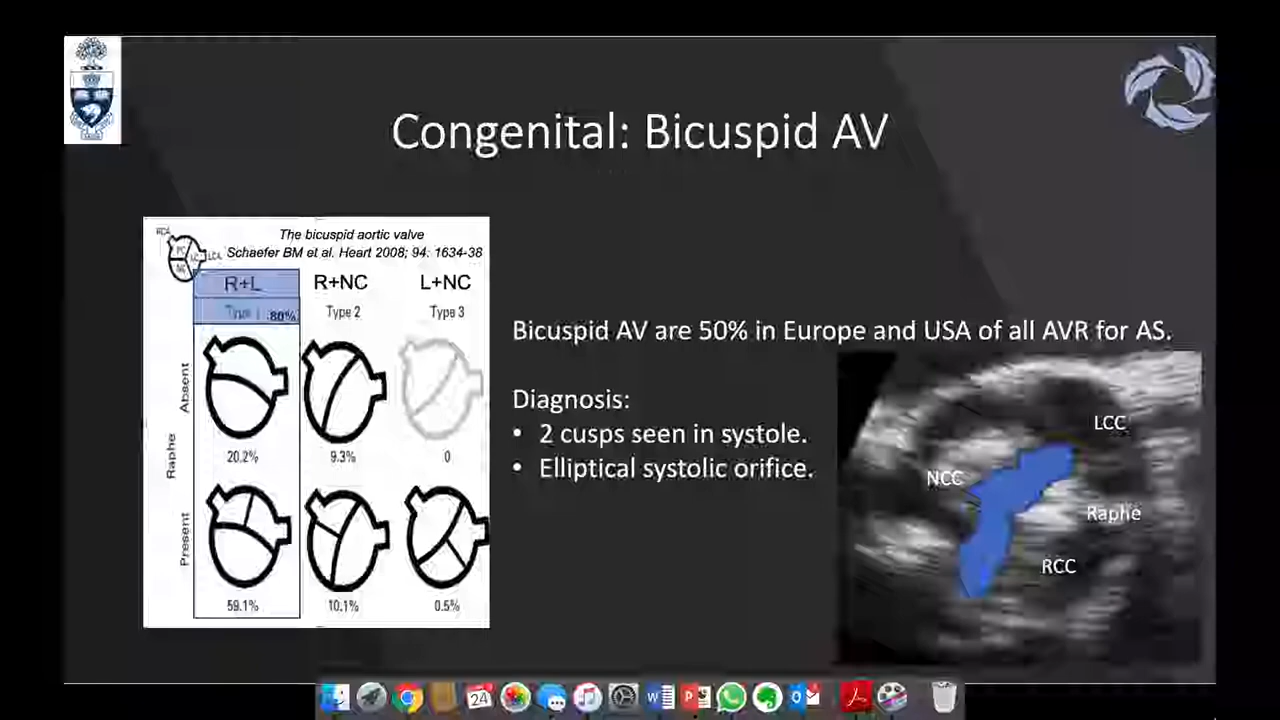 Congenital: Bicuspid AV
The bicuspid aortic valve
Schaefer BM et al. Heart 2008; 94: 1634-38
RCA
LCA
R+L
R+NC
L+NC
80%
Type 2
Type 3
Raphe
Absent
20.2%
9.3%
0
Present
59.1%
10.1%
0.5%
Bicuspid AV are 50% in Europe and USA of all AVR for AS.
Diagnosis:
• 2 cusps seen in systole.
• Elliptical systolic orifice.
LCC
NCC
Raphe
RCC
24